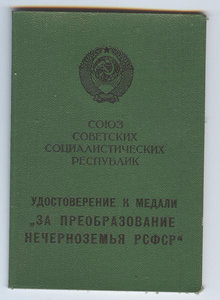 СОЮЗ
СОВЕТСКИХ
СОЦИАЛИСТИЧЕСКИХ
РЕСПУБЛИК
УДОСТОВЕРЕНИЕ К МЕДАЛИ
„ЗА ПРЕОБРАЗОВАНИЕ
НЕЧЕРНОЗЕМЬЯ РСФСР“